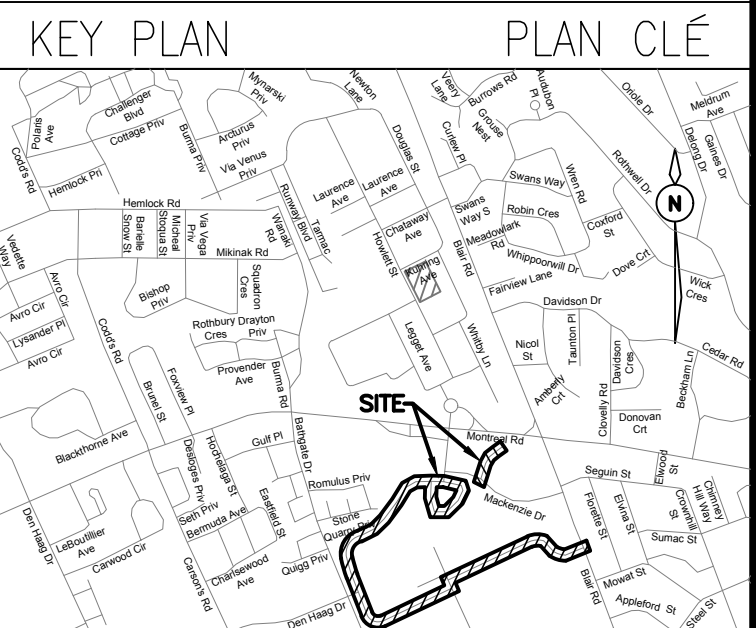 KEY PLAN
PLAN CLÉ
Polaris
Ave
Challenger
Blvd
Cottage Priv
Codd's Rd
Hemlock Pri
Burma Priv
Mynarski
Priv
Arcturus
Priv
Via Venus
Priv
Newton
Lane
Veery
Lane
Burrows Rd
Audubon
Pl
Grouse
Nest
Curlew Pl
Douglas St
Oriole Dr
Meldrum
Ave
Delong Dr
Gaines Dr
Rothwell Dr
N
Hemlock Rd
Barielle
Snow St
Stoqua St
Micheal
Priv
Via Vega
Mikinak Rd
Wanaki
Rd
Runway Blvd
Tarmac
Laurence
Ave
Laurence
Ave
Chataway
Ave
Howlett St
Kunning
Ave
Blair Rd
Swans Way
Wren Rd
Swans
Way S
Robin Cres
Meadowlark
Rd
Coxford
St
Whippoorwill Dr
Dove Crt
Fairview Lane
Wick
Cres
Vedette
Way
Avro Cir
Avro Cir
Lysander Pl
Avro Cir
Codd's Rd
Bishop
Priv
Squadron
Cres
Rothbury
Cres
Drayton
Priv
Provender
Ave
Burma Rd
Legget Ave
Whitby Ln
Davidson Dr
Nicol
St
Taunton Pl
Amberly
Crt
Davidson
Cres
Clovelly Rd
Donovan
Crt
Beckham Ln
Cedar Rd
Brunel St
Foxview Pl
SITE
Montreal Rd
Blackthorne Ave
Desloges Priv
Hochelaga St
Gulf Pl
Bathgate Dr
Romulus Priv
Seguin St
Elwood
St
Mackenzie Dr
Den Haag Dr
LeBoutillier
Ave
Carwood Cir
Seth Priv
Bermuda Ave
Eastfield St
Stone
Quarry Priv
Quigg Priv
Charlsewood
Ave
Carson's Rd
Den Haag Dr
Florette St
Elvina St
Crownhill
St
Chimney
Hill Way
Sumac St
Blair Rd
Mowat St
Appleford St
Steel St